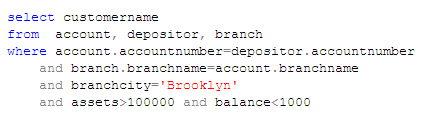 select customername
from account, depositor, branch
where account.accountnumber=depositor.accountnumber
and branch.branchname=account.branchname
and branchcity='Brooklyn'
and assets>100000 and balance<1000